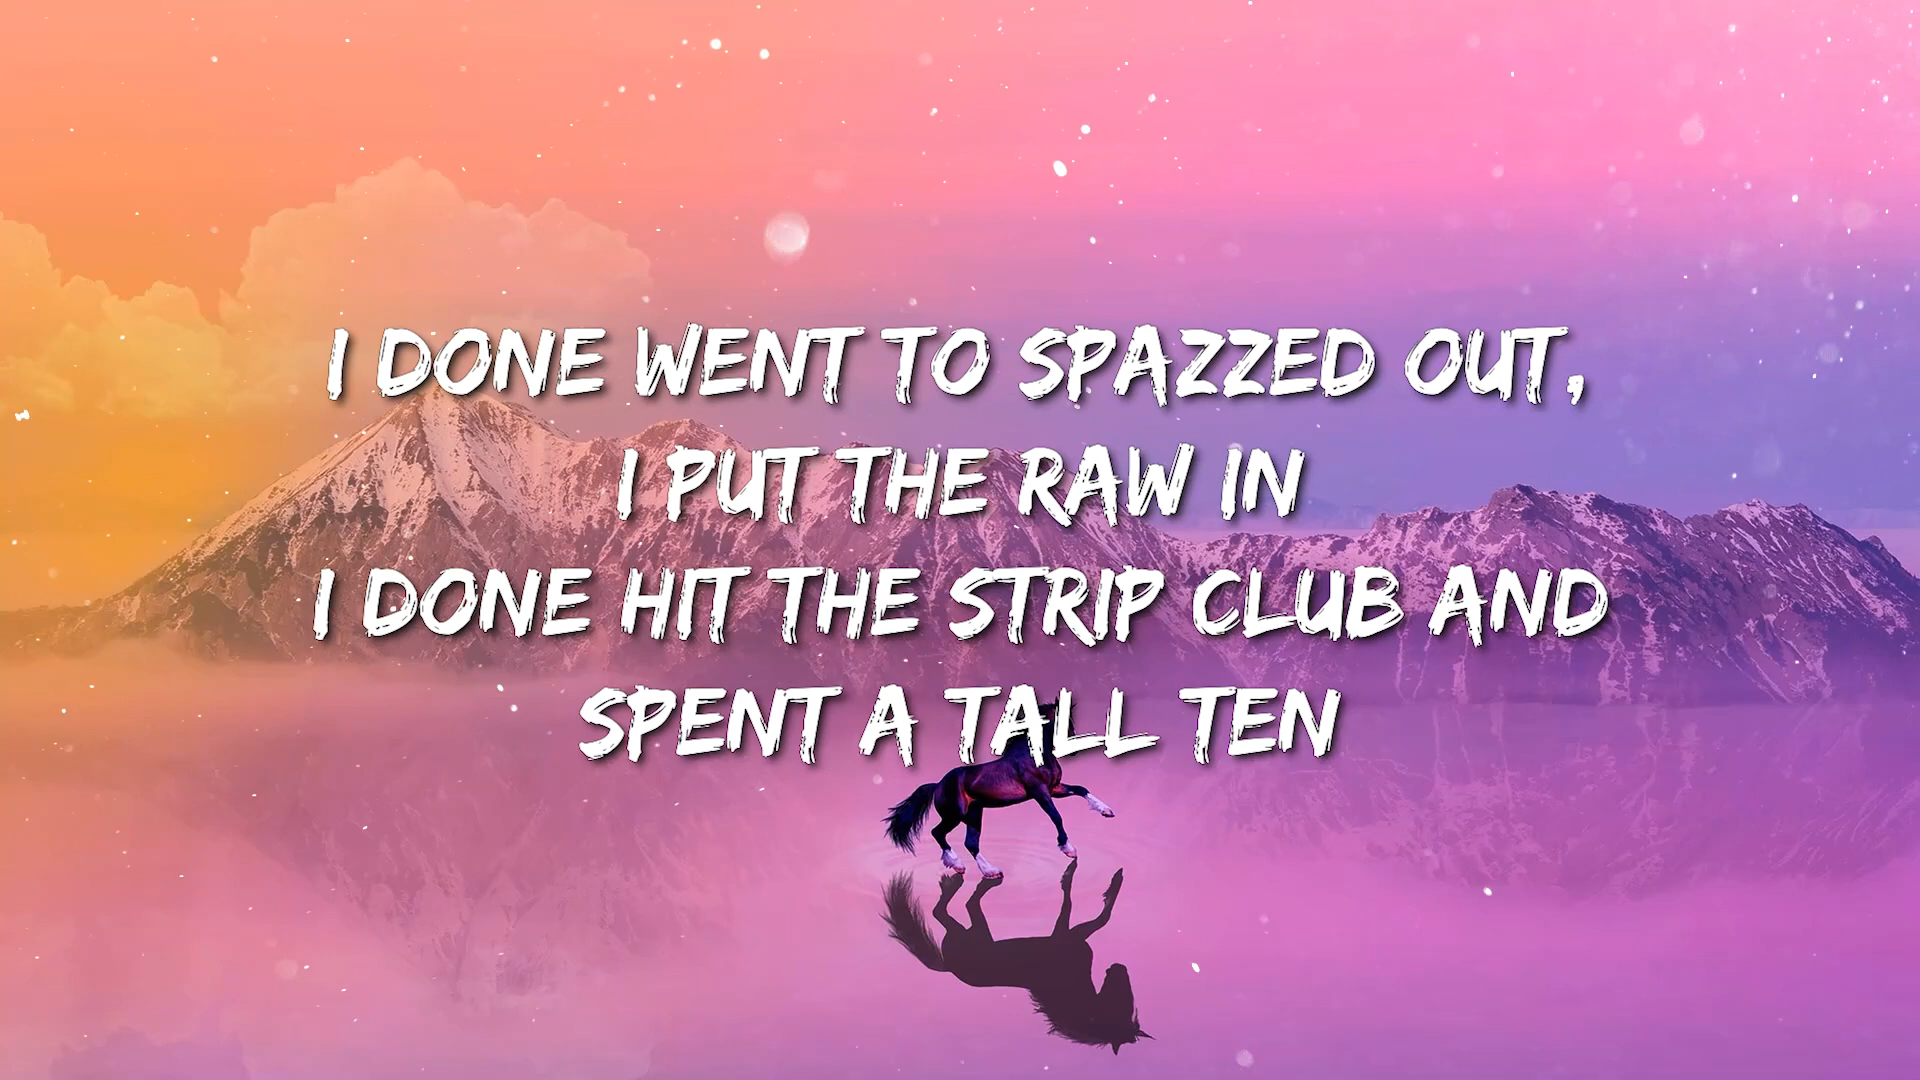 I DONE WENT TO SPAZZED OUT,
I PUT THE RAW IN
I DONE HIT THE STRIP CLUB AND
SPENT A TALL TEN